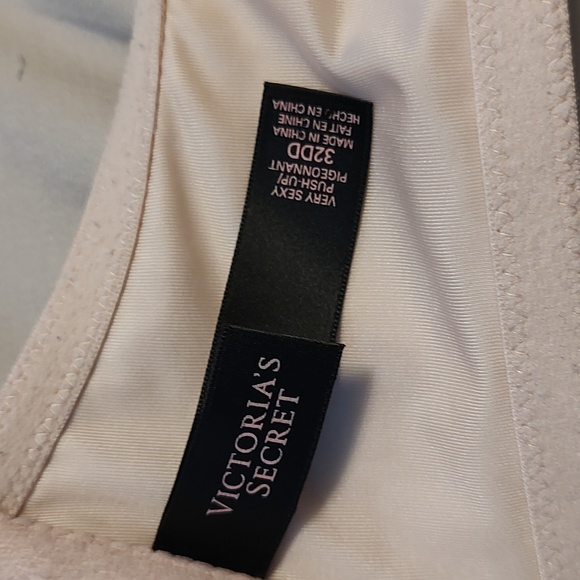 VICTORIA'S
SECRET
VERY SEXY
PUSH-UP/
PIGEONNANT
32DD
MADE IN CHINA
FAIT EN CHINE
HECHO EN CHINA